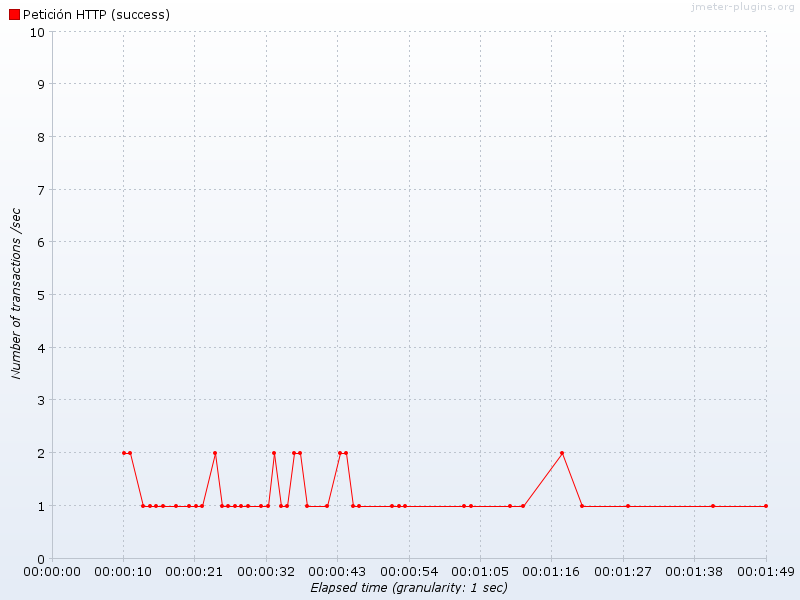 jmeter-plugins.org
Petición HTTP (success)
10
9
8
7
6
5
4
3
2
1
0
Number of transactions /sec
00:00:00 00:00:10 00:00:21 00:00:32 00:00:43 00:00:54 00:01:05 00:01:16 00:01:27 00:01:38 00:01:49
Elapsed time (granularity: 1 sec)